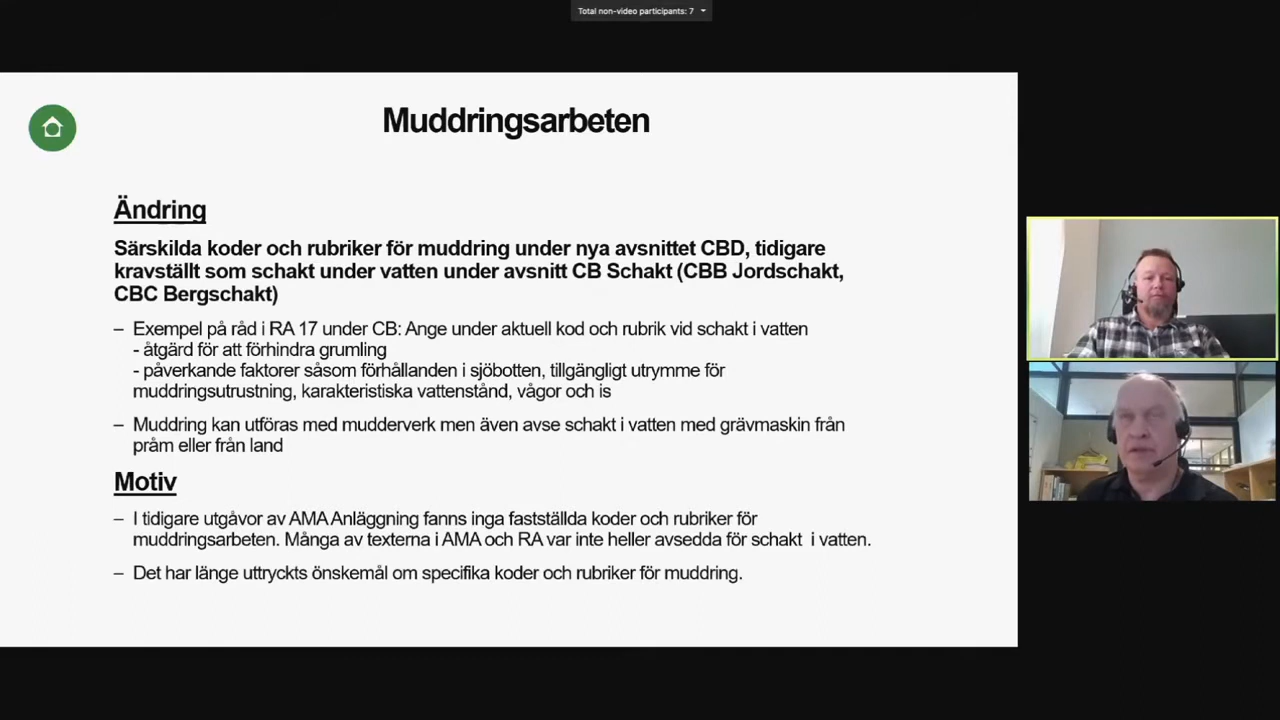 Total non-video participants: 7
Muddringsarbeten
Ändring
Särskilda koder och rubriker för muddring under nya avsnittet CBD, tidigare
kravställt som schakt under vatten under avsnitt CB Schakt (CBB Jordschakt,
CBC Bergschakt)
– Exempel på råd i RA 17 under CB: Ange under aktuell kod och rubrik vid schakt i vatten
- åtgärd för att förhindra grumling
- påverkande faktorer såsom förhållanden i sjöbotten, tillgängligt utrymme för
muddringsutrustning, karakteristiska vattenstånd, vågor och is
– Muddring kan utföras med mudderverk men även avse schakt i vatten med grävmaskin från
pråm eller från land
Motiv
– I tidigare utgåvor av AMA Anläggning fanns inga fastställda koder och rubriker för
muddringsarbeten. Många av texterna i AMA och RA var inte heller avsedda för schakt i vatten.
– Det har länge uttryckts önskemål om specifika koder och rubriker för muddring.